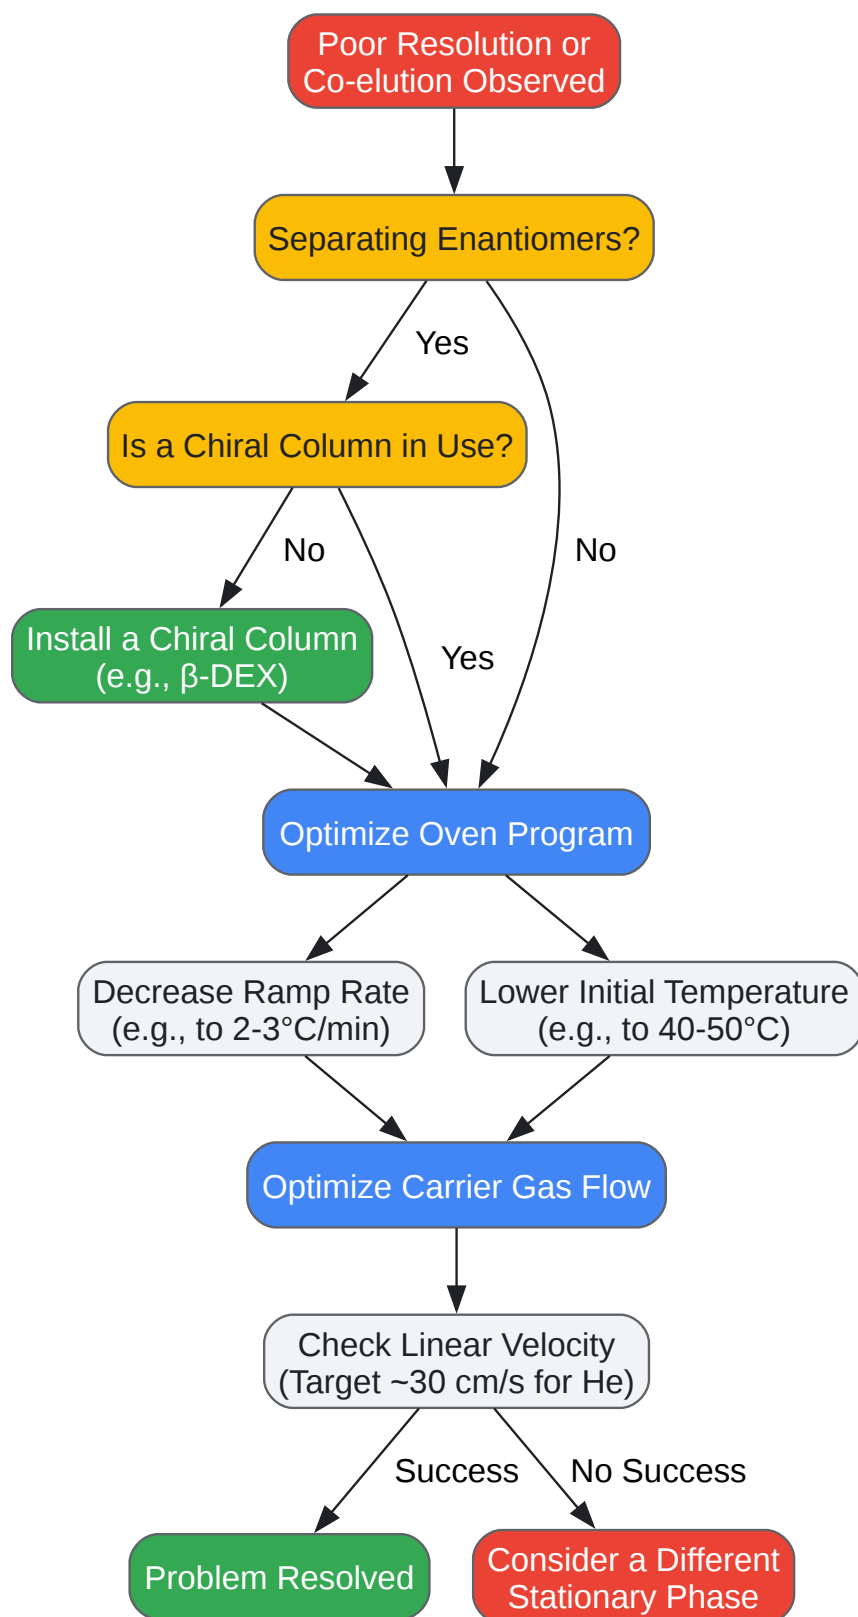 Poor Resolution or
Co-elution Observed
Separating Enantiomers?
Yes
Is a Chiral Column in Use?
No
No
Install a Chiral Column
(e.g., β-DEX)
Yes
Optimize Oven Program
Decrease Ramp Rate
(e.g., to 2-3°C/min)
Lower Initial Temperature
(e.g., to 40-50°C)
Optimize Carrier Gas Flow
Check Linear Velocity
(Target ~30 cm/s for He)
Success
No Success
Problem Resolved
Consider a Different
Stationary Phase